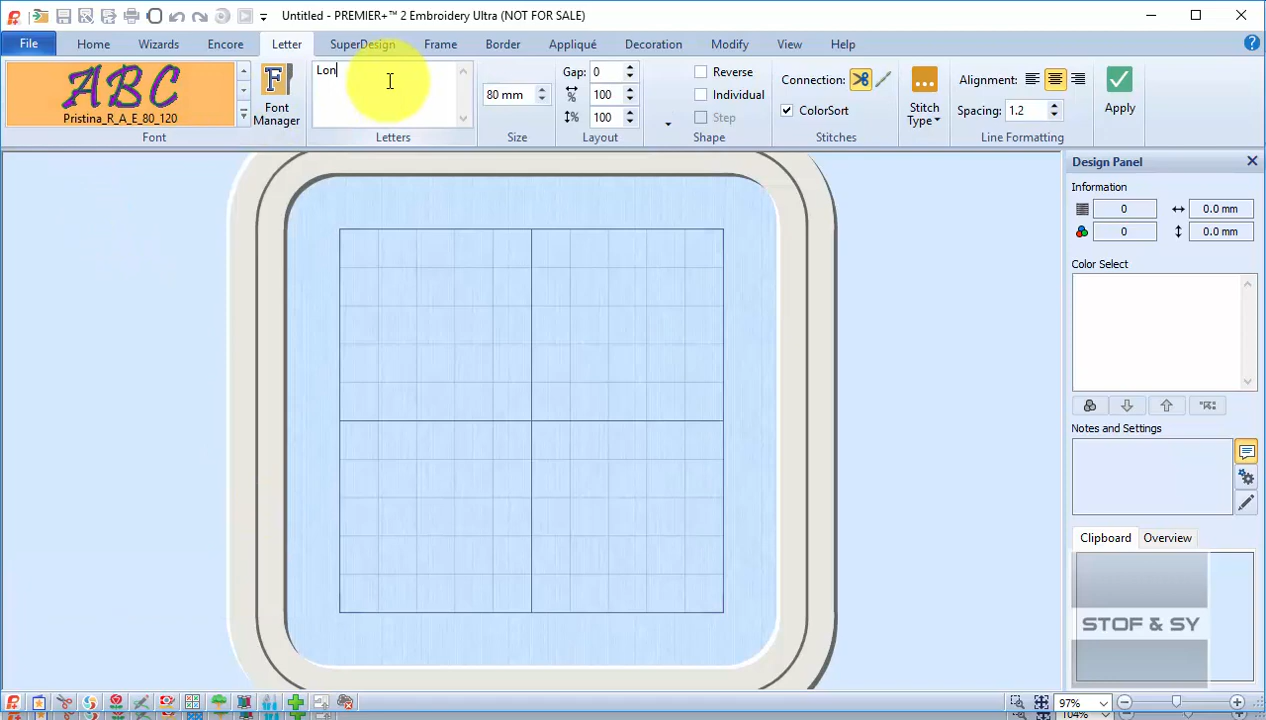 Untitled - PREMIER+™ 2 Embroidery Ultra (NOT FOR SALE)
File Home Wizards Encore Letter SuperDesign Frame Border Appliqué Decoration Modify View Help
ABC
Pristina_R_A_E_80_120
Font
Font Manager
Lon
Letters
80 mm
Size
Gap: 0
100
100
Layout
Reverse
Individual
Step
Shape
Connection:
ColorSort
Stitches
Stitch Type
Alignment:
Spacing: 1.2
Line Formatting
Apply
Design Panel
Information
0 0.0 mm
0 0.0 mm
Color Select
Notes and Settings
Clipboard Overview
STOF & SY
97%
104%